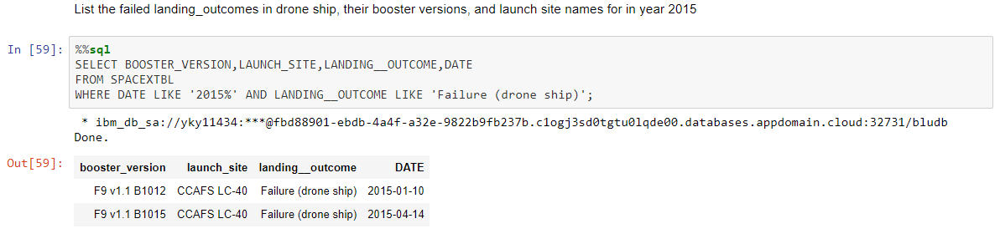 List the failed landing_outcomes in drone ship, their booster versions, and launch site names for in year 2015
In [59]: %%sql
SELECT BOOSTER_VERSION,LAUNCH_SITE,LANDING__OUTCOME,DATE
FROM SPACEXTBL
WHERE DATE LIKE '2015%' AND LANDING__OUTCOME LIKE 'Failure (drone ship)';
* ibm_db_sa://yky11434:***@fbd88901-ebdb-4a4f-a32e-9822b9fb237b.c1ogj3sd0tgtu0lqde00.databases.appdomain.cloud:32731/bludb
Done.
Out[59]: booster_version launch_site landing__outcome DATE
F9 v1.1 B1012 CCAFS LC-40 Failure (drone ship) 2015-01-10
F9 v1.1 B1015 CCAFS LC-40 Failure (drone ship) 2015-04-14